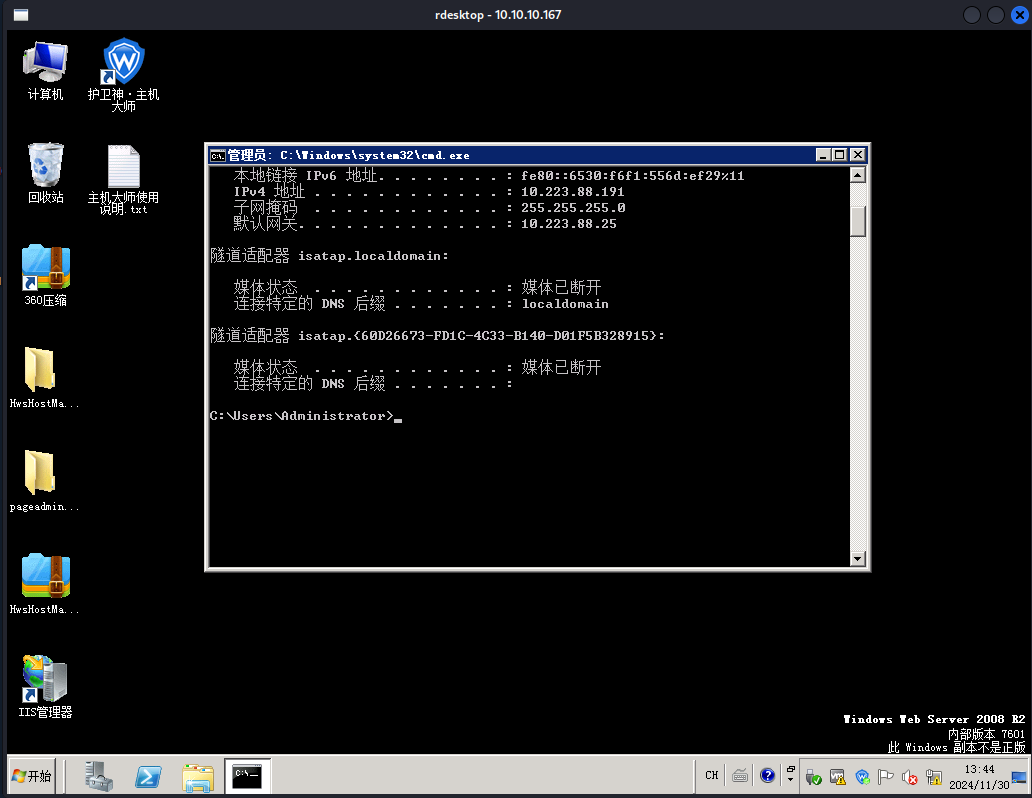 rdesktop - 10.10.10.167
计算机
护卫神·主机
大师
回收站
主机大师使用
说明.txt
360压缩
HwsHostMa...
pageadmin...
HwsHostMa...
IIS管理器
管理员: C:\Windows\system32\cmd.exe
本地链接 IPv6 地址. . . . . . . . : fe80::6530:f6f1:556d:ef29%11
IPv4 地址 . . . . . . . . . . . . : 10.223.88.191
子网掩码 . . . . . . . . . . . . : 255.255.255.0
默认网关. . . . . . . . . . . . . : 10.223.88.25
隧道适配器 isatap.localdomain:
媒体状态 . . . . . . . . . . . . : 媒体已断开
连接特定的 DNS 后缀 . . . . . . . : localdomain
隧道适配器 isatap.{60D26673-FD1C-4C33-B140-D01F5B328915}:
媒体状态 . . . . . . . . . . . . : 媒体已断开
连接特定的 DNS 后缀 . . . . . . . :
C:\Users\Administrator>_
Windows Web Server 2008 R2
内部版本 7601
此 Windows 副本不是正版
开始
CH
13:44
2024/11/30